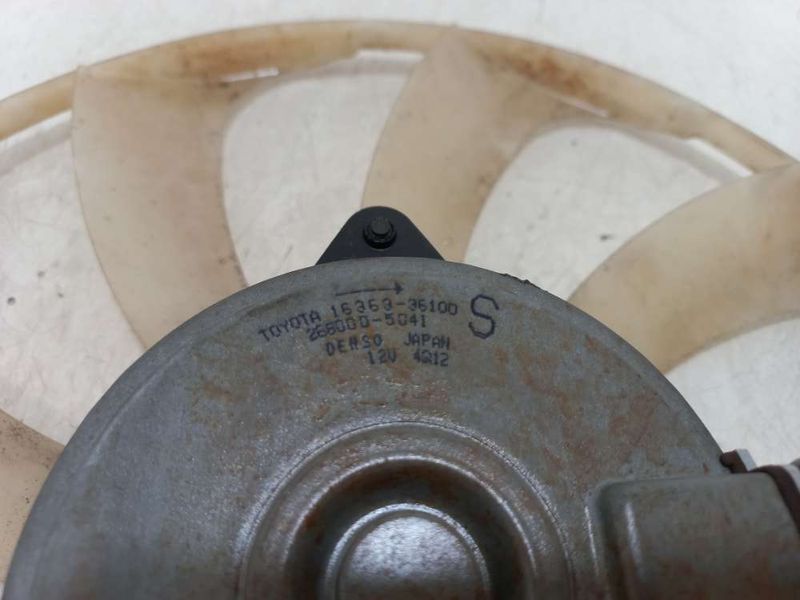 TOYOTA 16363-36100
268000-5041
DENSO JAPAN
12V 4Q12
S